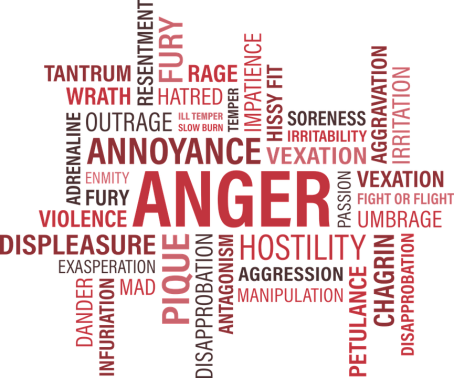 RESENTMENT
FURY
TANTRUM
RAGE
IMPATIENCE
HISSY FIT
AGGRAVATION
IRRITATION
WRATH
HATRED
TEMPER
ADRENALINE
OUTRAGE
ILL TEMPER
SLOW BURN
SORENESS
IRRITABILITY
ANNOYANCE
VEXATION
ENMITY
FURY
ANGER
PASSION
VEXATION
FIGHT OR FLIGHT
VIOLENCE
UMBRAGE
DISPLEASURE
PIQUE
DISAPPROBATION
ANTAGONISM
HOSTILITY
CHAGRIN
DISAPPROBATION
EXASPERATION
AGGRESSION
PETULANCE
DANDER
INFURIATION
MAD
MANIPULATION